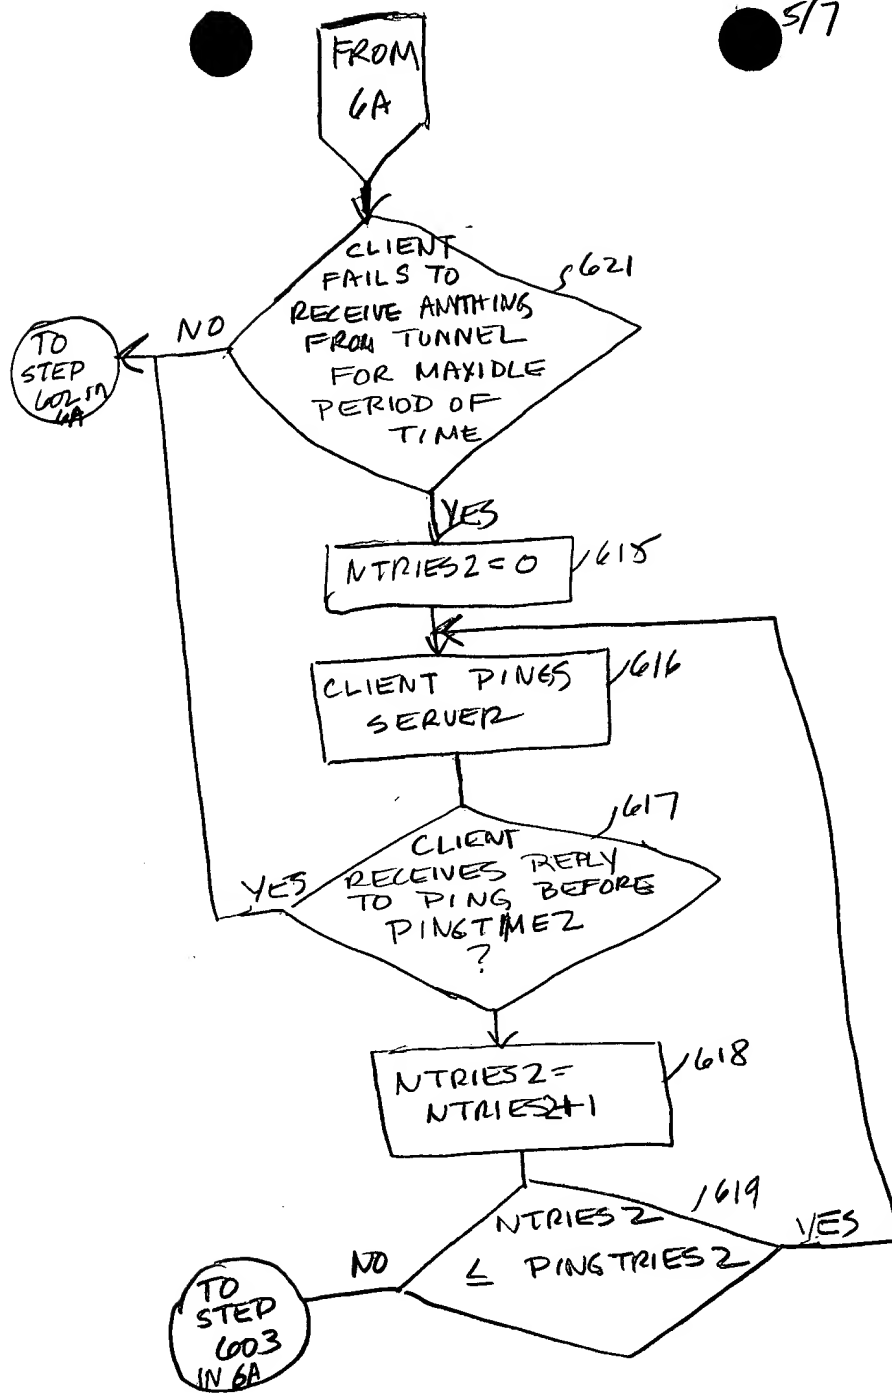 5/7
FROM
6A
CLIENT
FAILS TO
RECEIVE ANYTHING
FROM TUNNEL
FOR MAXIDLE
PERIOD OF
TIME
621
NO
TO
STEP
602 in
6A
YES
NTRIES2=0
615
CLIENT PINGS
SERVER
616
CLIENT
RECEIVES REPLY
TO PING BEFORE
PINGTIME2
?
617
YES
NTRIES2=
NTRIES2+1
618
NTRIES2
≤ PINGTRIES2
619
YES
NO
TO
STEP
603
IN 6A